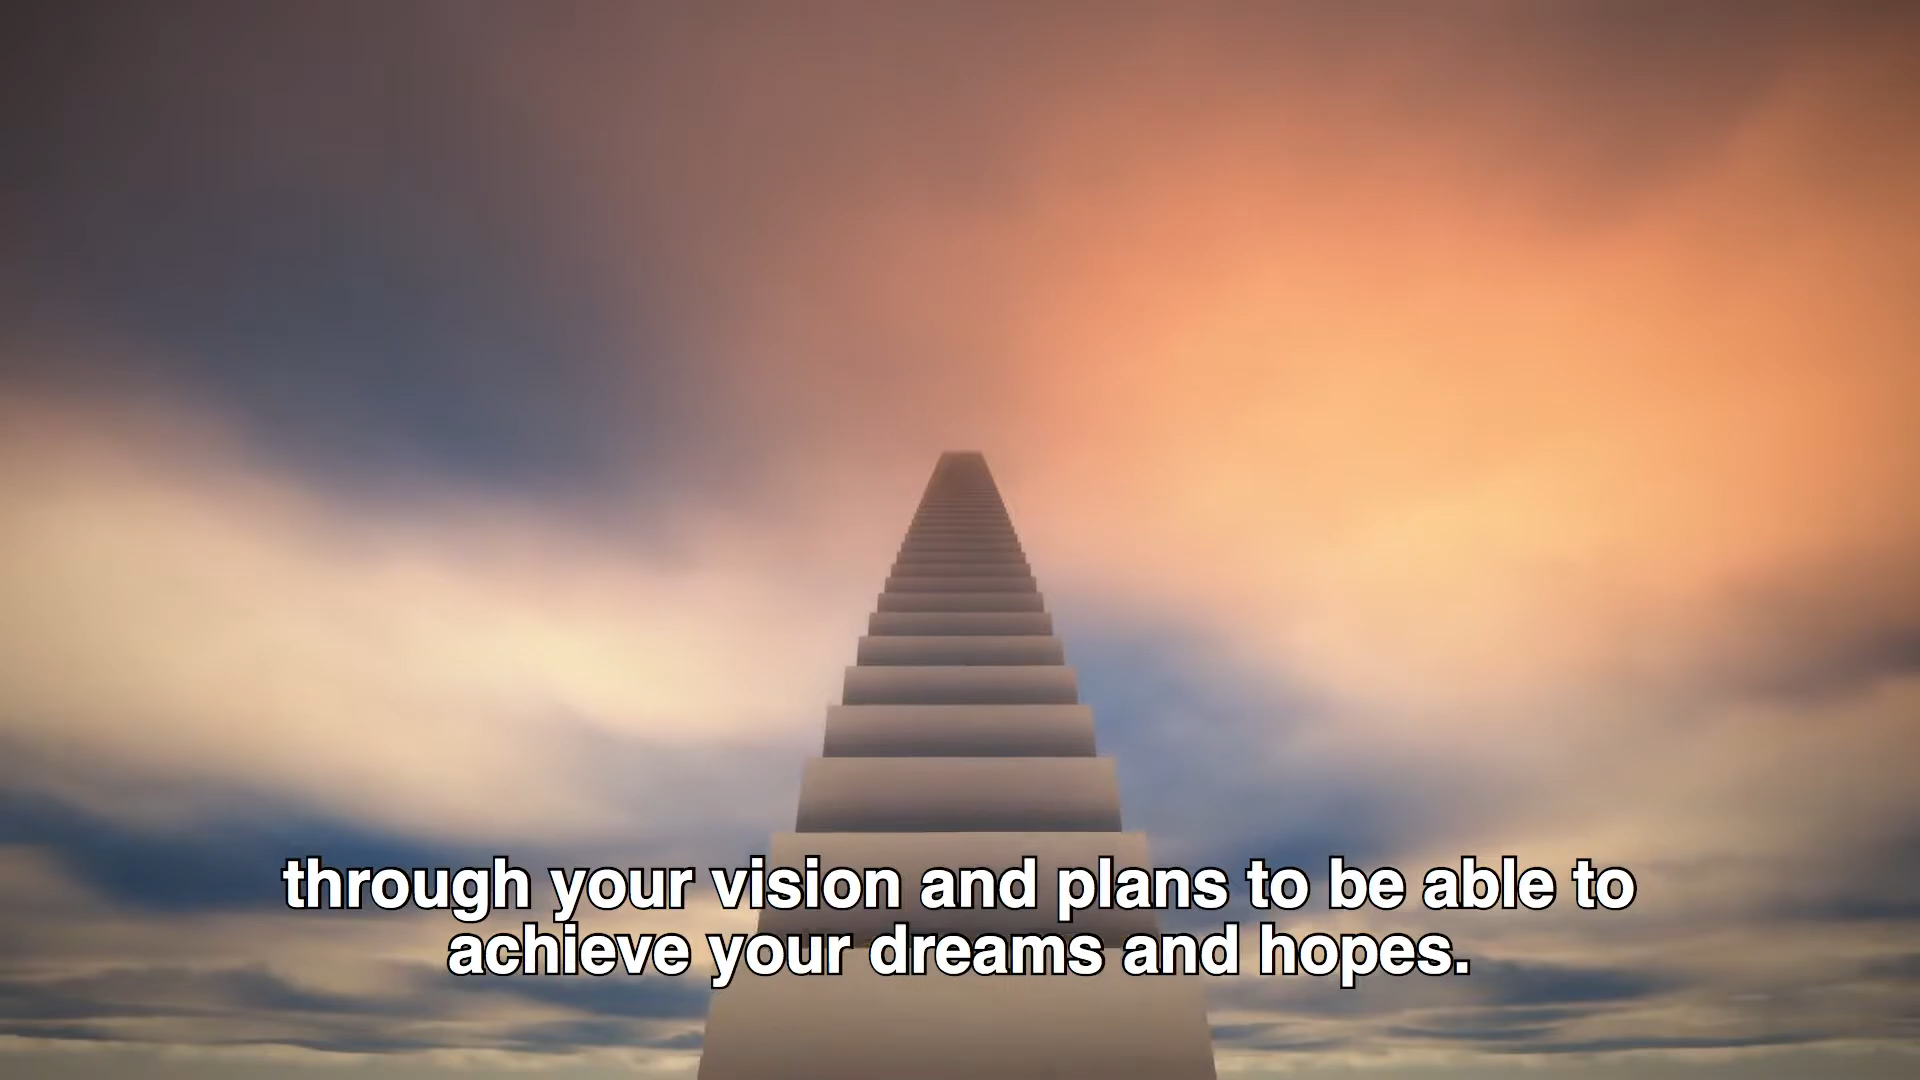 through your vision and plans to be able to
achieve your dreams and hopes.